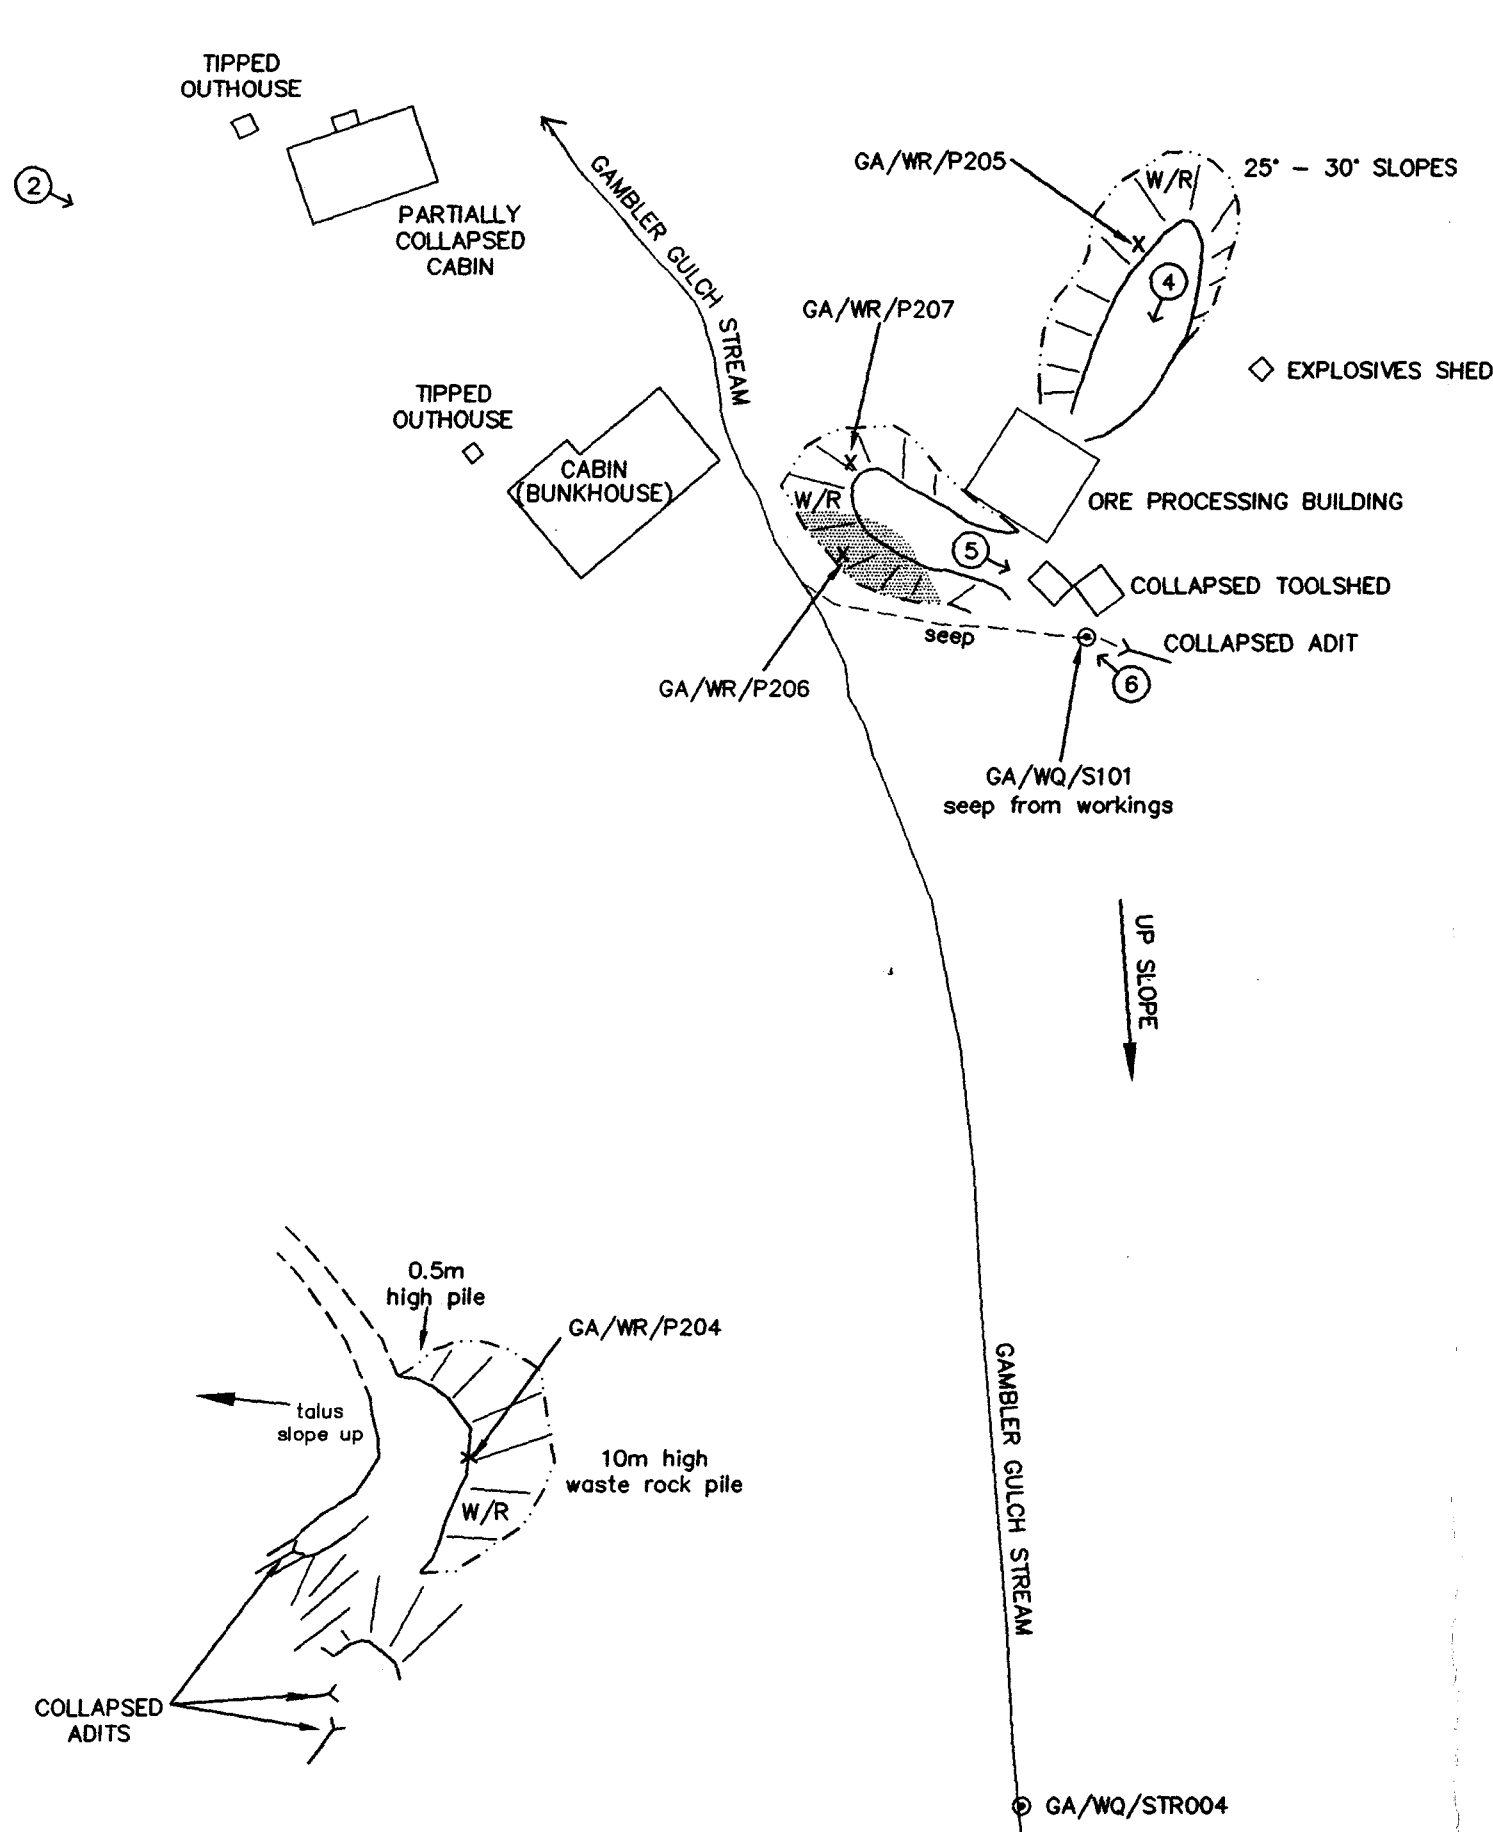 TIPPED
OUTHOUSE
2
PARTIALLY
COLLAPSED
CABIN
GAMBLER GULCH STREAM
GA/WR/P205
W/R
25° – 30° SLOPES
4
GA/WR/P207
EXPLOSIVES SHED
TIPPED
OUTHOUSE
CABIN
(BUNKHOUSE)
W/R
ORE PROCESSING BUILDING
5
COLLAPSED TOOLSHED
seep
COLLAPSED ADIT
6
GA/WR/P206
GA/WQ/S101
seep from workings
UP SLOPE
0.5m
high pile
GA/WR/P204
talus
slope up
10m high
waste rock pile
W/R
GAMBLER GULCH STREAM
COLLAPSED
ADITS
GA/WQ/STR004